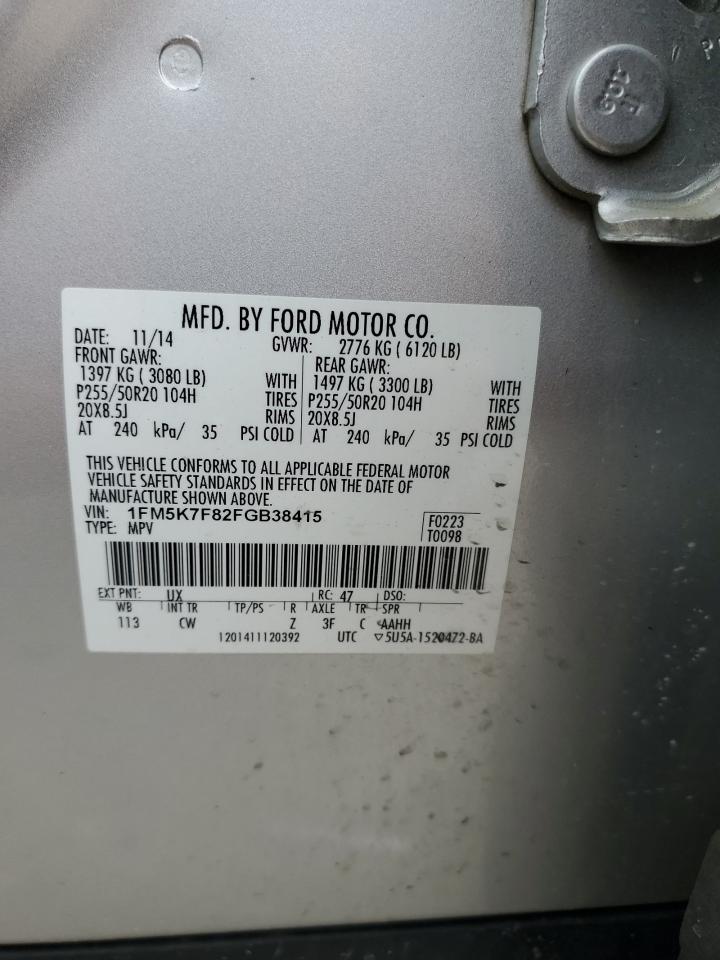 MFD. BY FORD MOTOR CO.
DATE: 11/14 GVWR: 2776 KG ( 6120 LB)
FRONT GAWR: REAR GAWR:
1397 KG ( 3080 LB) WITH 1497 KG ( 3300 LB) WITH
P255/50R20 104H TIRES P255/50R20 104H TIRES
20X8.5J RIMS 20X8.5J RIMS
AT 240 kPa/ 35 PSI COLD AT 240 kPa/ 35 PSI COLD
THIS VEHICLE CONFORMS TO ALL APPLICABLE FEDERAL MOTOR
VEHICLE SAFETY STANDARDS IN EFFECT ON THE DATE OF
MANUFACTURE SHOWN ABOVE.
VIN: 1FM5K7F82FGB38415 F0223
TYPE: MPV T0098
EXT PNT: UX RC: 47 DSO:
WB INT TR TP/PS R AXLE TR SPR
113 CW Z 3F C AAHH
1201411120392 UTC ▽5U5A-1520472-BA